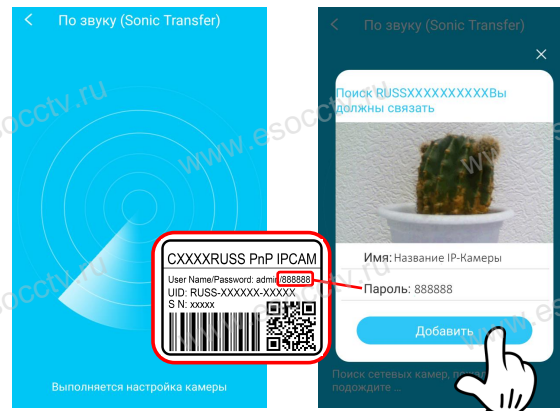 По звуку (Sonic Transfer)
www.esocctv.ru
CXXXXRUSS PnP IPCAM
User Name/Password: admin/888888
UID: RUSS-XXXXXX-XXXXX
S N: xxxxx
Выполняется настройка камеры
По звуку (Sonic Transfer)
Поиск RUSSXXXXXXXXXXВы
должны связать
Имя: Название IP-Камеры
Пароль: 888888
Добавить
Поиск сетевых камер,
подождите ...